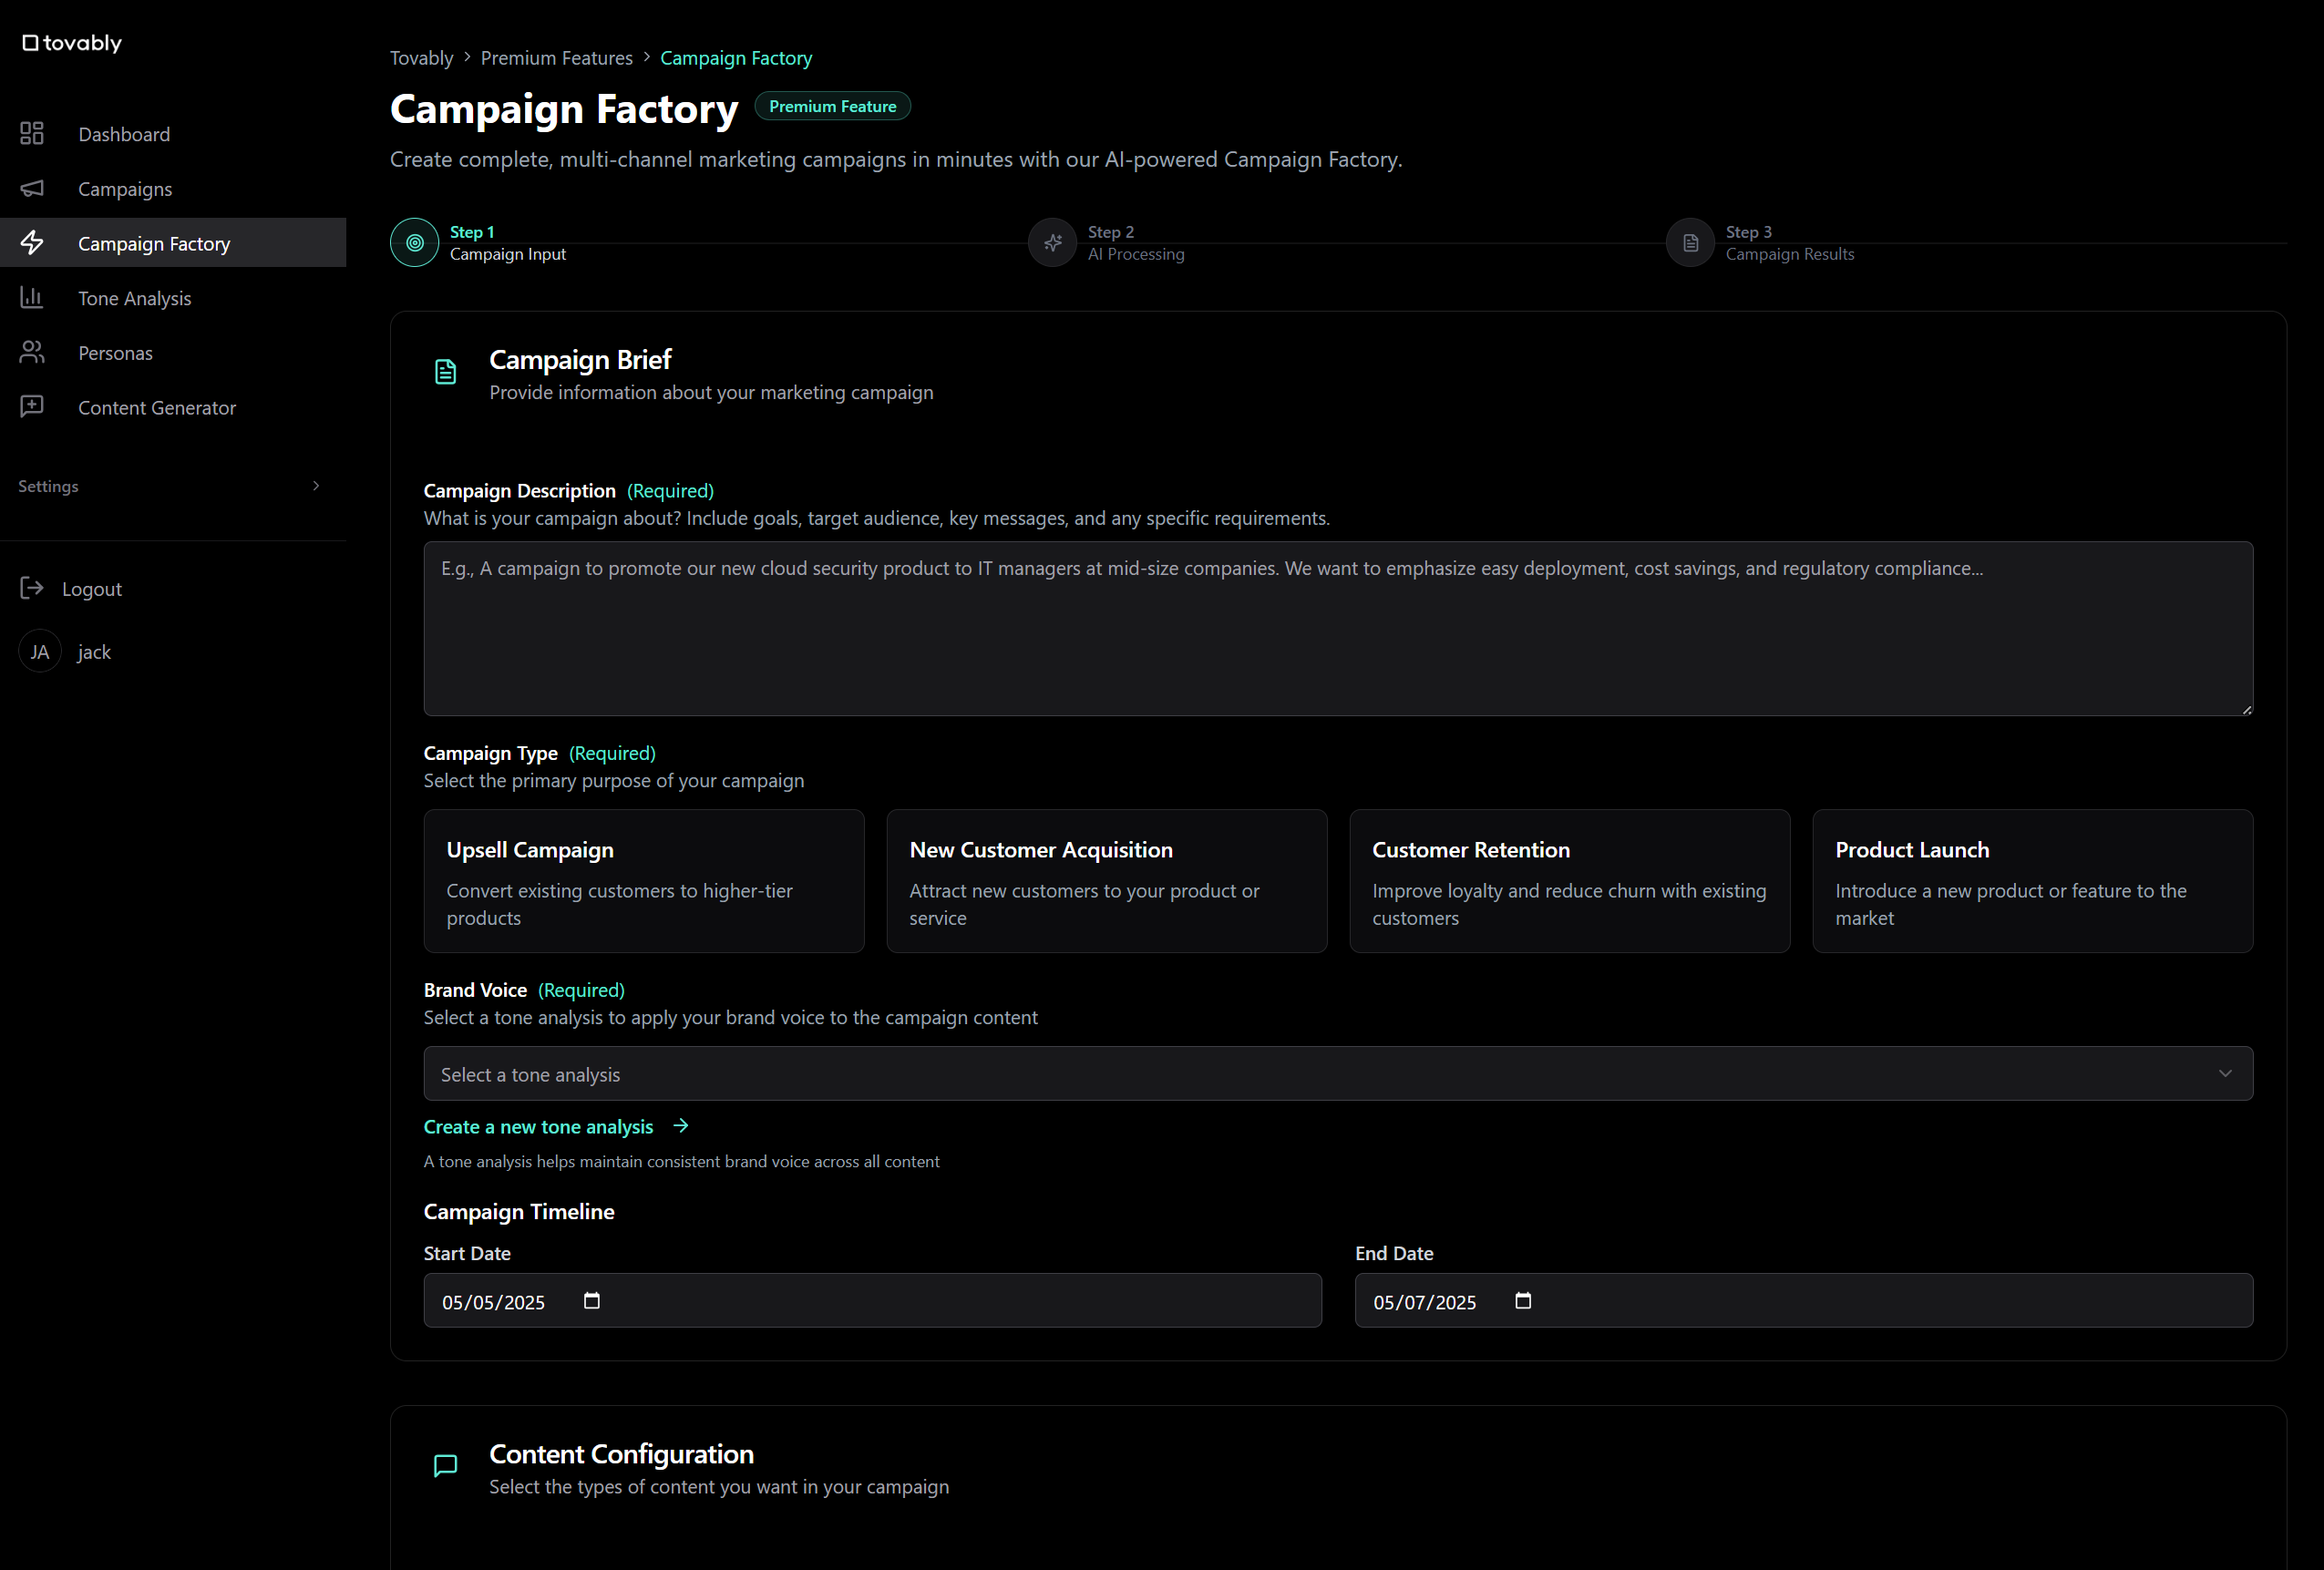 tovably
Dashboard
Campaigns
Campaign Factory
Tone Analysis
Personas
Content Generator
Settings
Logout
JA jack
Tovably > Premium Features > Campaign Factory
Campaign Factory Premium Feature
Create complete, multi-channel marketing campaigns in minutes with our AI-powered Campaign Factory.
Step 1
Campaign Input
Step 2
AI Processing
Step 3
Campaign Results
Campaign Brief
Provide information about your marketing campaign
Campaign Description (Required)
What is your campaign about? Include goals, target audience, key messages, and any specific requirements.
E.g., A campaign to promote our new cloud security product to IT managers at mid-size companies. We want to emphasize easy deployment, cost savings, and regulatory compliance...
Campaign Type (Required)
Select the primary purpose of your campaign
Upsell Campaign
Convert existing customers to higher-tier
products
New Customer Acquisition
Attract new customers to your product or
service
Customer Retention
Improve loyalty and reduce churn with existing
customers
Product Launch
Introduce a new product or feature to the
market
Brand Voice (Required)
Select a tone analysis to apply your brand voice to the campaign content
Select a tone analysis
Create a new tone analysis →
A tone analysis helps maintain consistent brand voice across all content
Campaign Timeline
Start Date
05/05/2025
End Date
05/07/2025
Content Configuration
Select the types of content you want in your campaign